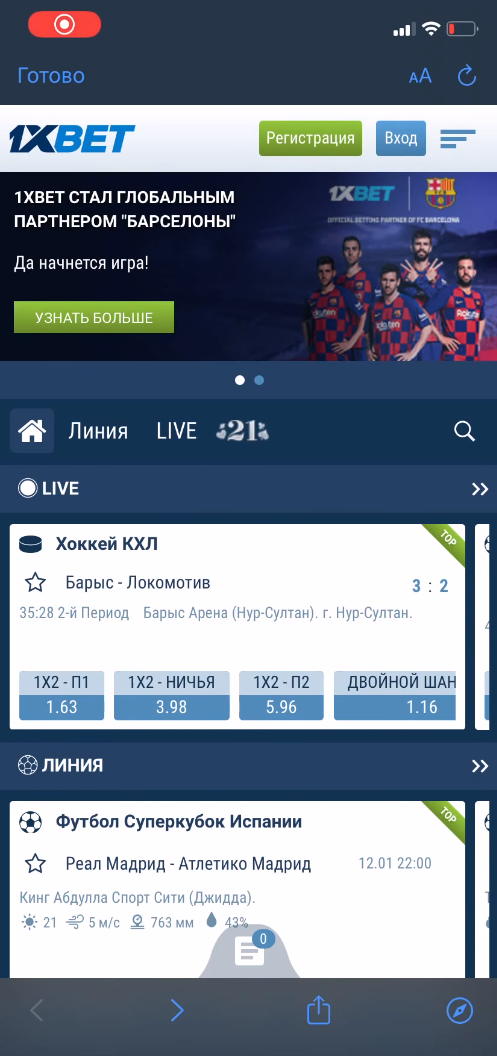 Готово
AA
1XBET
Регистрация
Вход
1XBET СТАЛ ГЛОБАЛЬНЫМ
ПАРТНЕРОМ "БАРСЕЛОНЫ"
Да начнется игра!
УЗНАТЬ БОЛЬШЕ
1XBET
OFFICIAL BETTING PARTNER OF FC BARCELONA
Rakuten
Линия
LIVE
21
LIVE
Хоккей КХЛ
TOP
Барыс - Локомотив
3 : 2
35:28 2-й Период Барыс Арена (Нур-Султан). г. Нур-Султан.
1X2 - П1
1X2 - НИЧЬЯ
1X2 - П2
ДВОЙНОЙ ШАН
1.63
3.98
5.96
1.16
ЛИНИЯ
Футбол Суперкубок Испании
TOP
Реал Мадрид - Атлетико Мадрид
12.01 22:00
Кинг Абдулла Спорт Сити (Джидда).
21 5 м/с 763 мм 43%
0